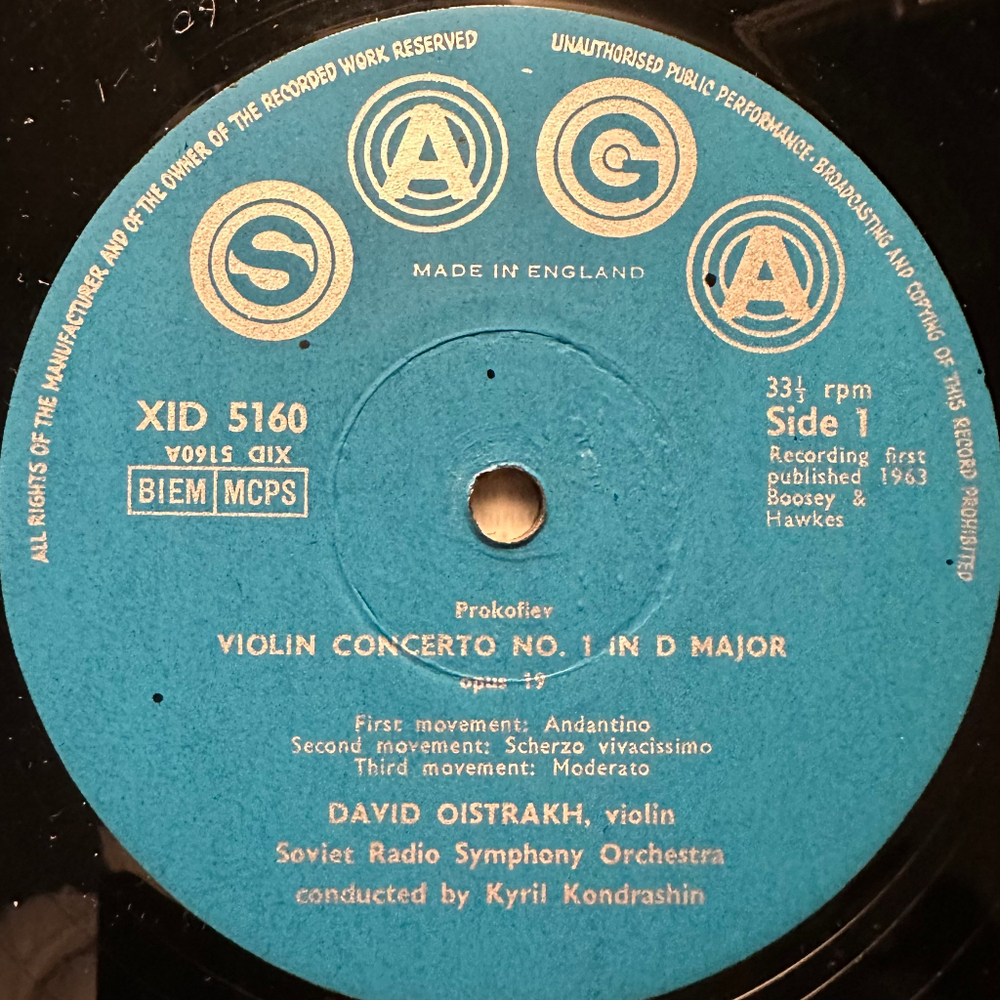 ALL RIGHTS OF THE MANUFACTURER AND OF THE OWNER OF THE RECORDED WORK RESERVED
UNAUTHORISED PUBLIC PERFORMANCE · BROADCASTING AND COPYING OF THIS RECORD PROHIBITED
SAGA
MADE IN ENGLAND
XID 5160
XID 5160A
BIEM MCPS
33⅓ rpm
Side 1
Recording first
published 1963
Boosey &
Hawkes
Prokofiev
VIOLIN CONCERTO NO. 1 IN D MAJOR
opus 19
First movement: Andantino
Second movement: Scherzo vivacissimo
Third movement: Moderato
DAVID OISTRAKH, violin
Soviet Radio Symphony Orchestra
conducted by Kyril Kondrashin